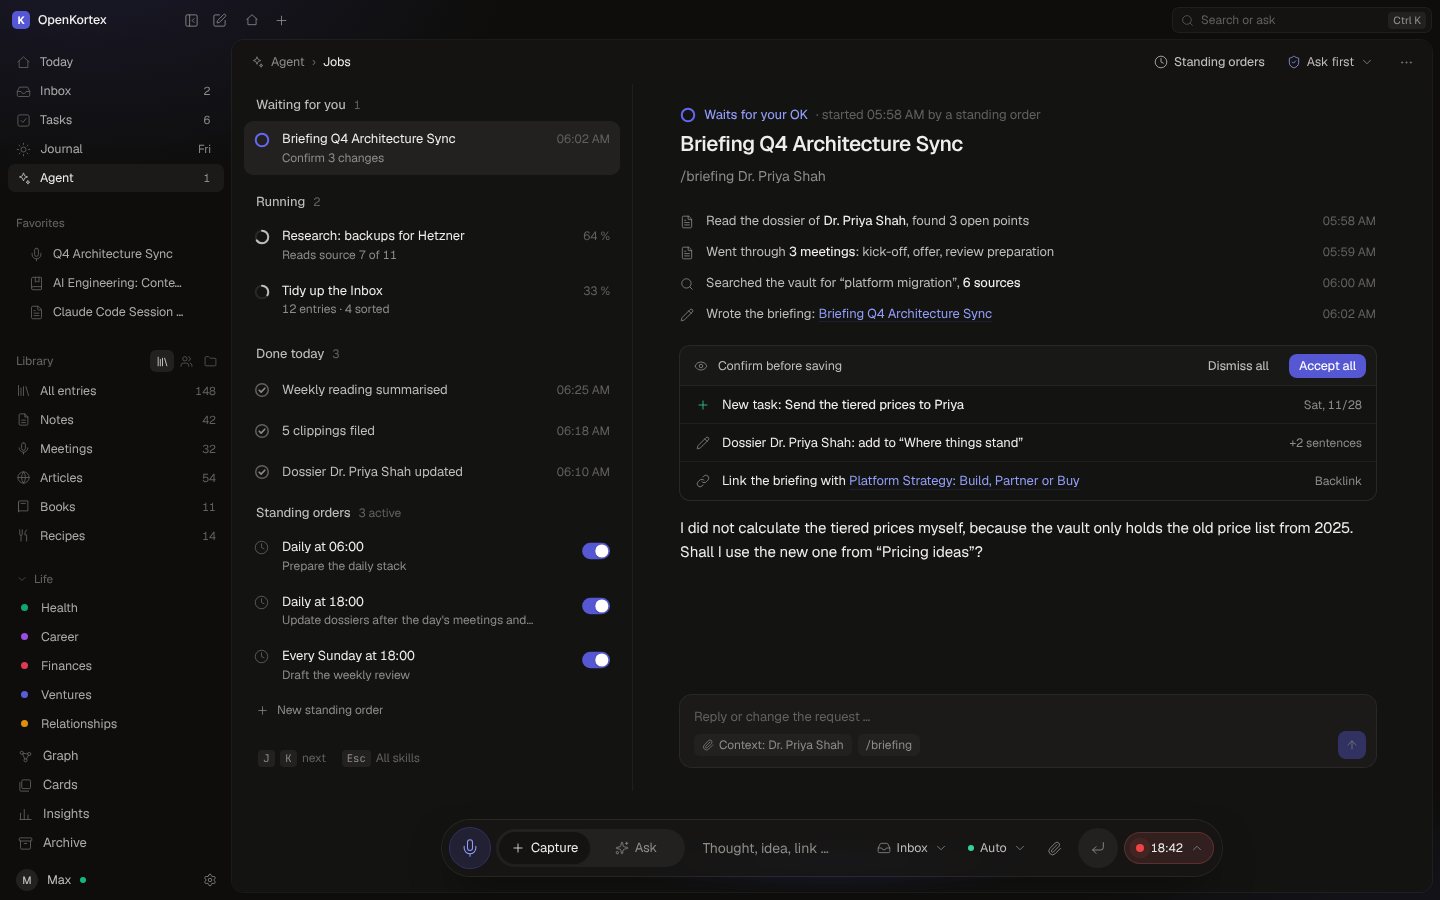 K OpenKortex
Search or ask Ctrl K
Today
Inbox 2
Tasks 6
Journal Fri
Agent 1
Favorites
Q4 Architecture Sync
AI Engineering: Conte...
Claude Code Session ...
Library
All entries 148
Notes 42
Meetings 32
Articles 54
Books 11
Recipes 14
Life
Health
Career
Finances
Ventures
Relationships
Graph
Cards
Insights
Archive
M Max
Agent › Jobs
Standing orders Ask first
Waiting for you 1
Briefing Q4 Architecture Sync 06:02 AM
Confirm 3 changes
Running 2
Research: backups for Hetzner 64 %
Reads source 7 of 11
Tidy up the Inbox 33 %
12 entries · 4 sorted
Done today 3
Weekly reading summarised 06:25 AM
5 clippings filed 06:18 AM
Dossier Dr. Priya Shah updated 06:10 AM
Standing orders 3 active
Daily at 06:00
Prepare the daily stack
Daily at 18:00
Update dossiers after the day's meetings and...
Every Sunday at 18:00
Draft the weekly review
New standing order
J K next Esc All skills
Waits for your OK · started 05:58 AM by a standing order
Briefing Q4 Architecture Sync
/briefing Dr. Priya Shah
Read the dossier of Dr. Priya Shah, found 3 open points 05:58 AM
Went through 3 meetings: kick-off, offer, review preparation 05:59 AM
Searched the vault for “platform migration”, 6 sources 06:00 AM
Wrote the briefing: Briefing Q4 Architecture Sync 06:02 AM
Confirm before saving Dismiss all Accept all
New task: Send the tiered prices to Priya Sat, 11/28
Dossier Dr. Priya Shah: add to “Where things stand” +2 sentences
Link the briefing with Platform Strategy: Build, Partner or Buy Backlink
I did not calculate the tiered prices myself, because the vault only holds the old price list from 2025.
Shall I use the new one from “Pricing ideas”?
Reply or change the request ...
Context: Dr. Priya Shah /briefing
Capture Ask Thought, idea, link ... Inbox Auto 18:42